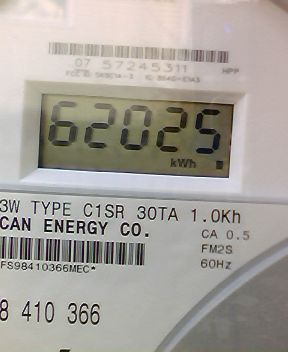 07 57245311 HPP
62025
kWh
3W TYPE C1SR 30TA 1.0Kh
CAN ENERGY CO. CA 0.5
FM2S
FS98410366MEC* 60Hz
8 410 366